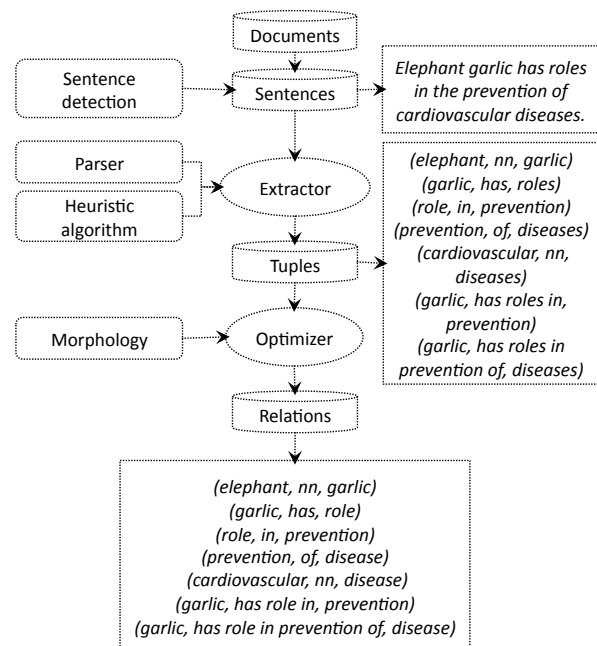 Documents
Sentence
detection
Sentences
Elephant garlic has roles
in the prevention of
cardiovascular diseases.
Parser
Heuristic
algorithm
Extractor
(elephant, nn, garlic)
(garlic, has, roles)
(role, in, prevention)
(prevention, of, diseases)
(cardiovascular, nn,
diseases)
(garlic, has roles in,
prevention)
(garlic, has roles in
prevention of, diseases)
Tuples
Morphology
Optimizer
Relations
(elephant, nn, garlic)
(garlic, has, role)
(role, in, prevention)
(prevention, of, disease)
(cardiovascular, nn, disease)
(garlic, has role in, prevention)
(garlic, has role in prevention of, disease)